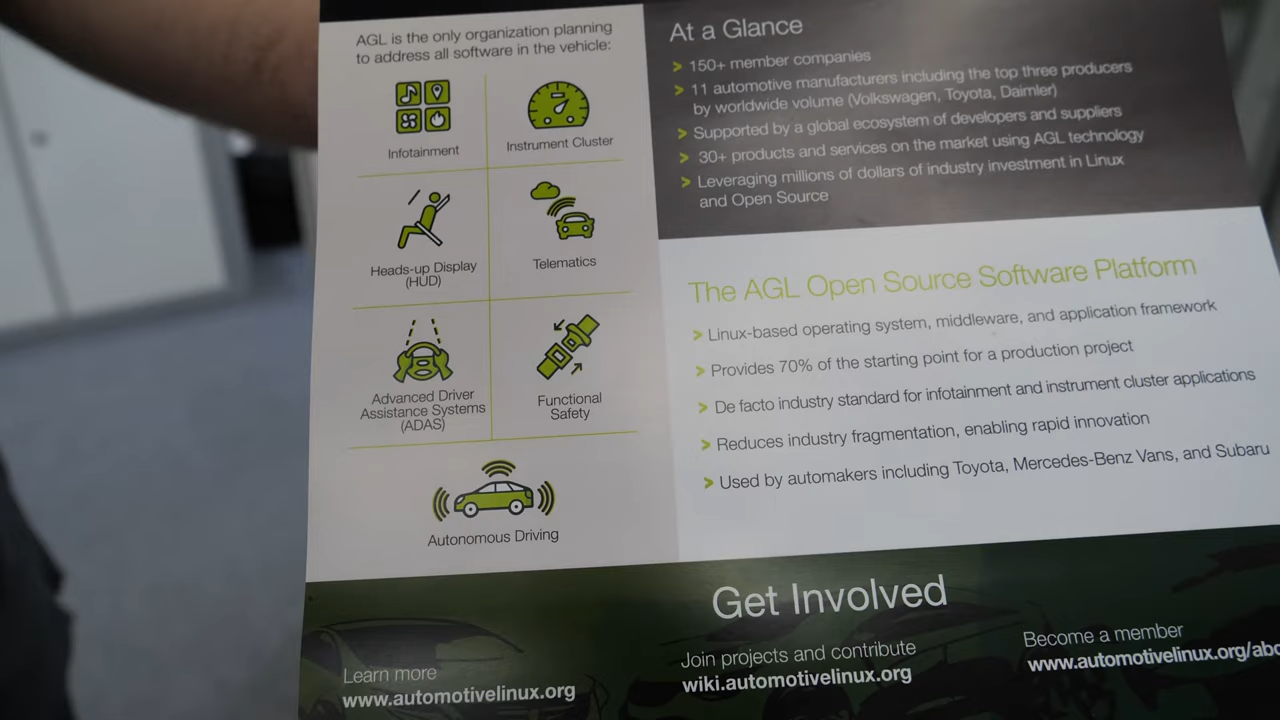 AGL is the only organization planning
to address all software in the vehicle:
Infotainment
Instrument Cluster
Heads-up Display
(HUD)
Telematics
Advanced Driver
Assistance Systems
(ADAS)
Functional
Safety
Autonomous Driving
At a Glance
> 150+ member companies
> 11 automotive manufacturers including the top three producers
by worldwide volume (Volkswagen, Toyota, Daimler)
> Supported by a global ecosystem of developers and suppliers
> 30+ products and services on the market using AGL technology
> Leveraging millions of dollars of industry investment in Linux
and Open Source
The AGL Open Source Software Platform
> Linux-based operating system, middleware, and application framework
> Provides 70% of the starting point for a production project
> De facto industry standard for infotainment and instrument cluster applications
> Reduces industry fragmentation, enabling rapid innovation
> Used by automakers including Toyota, Mercedes-Benz Vans, and Subaru
Get Involved
Learn more
www.automotivelinux.org
Join projects and contribute
wiki.automotivelinux.org
Become a member
www.automotivelinux.org/abo